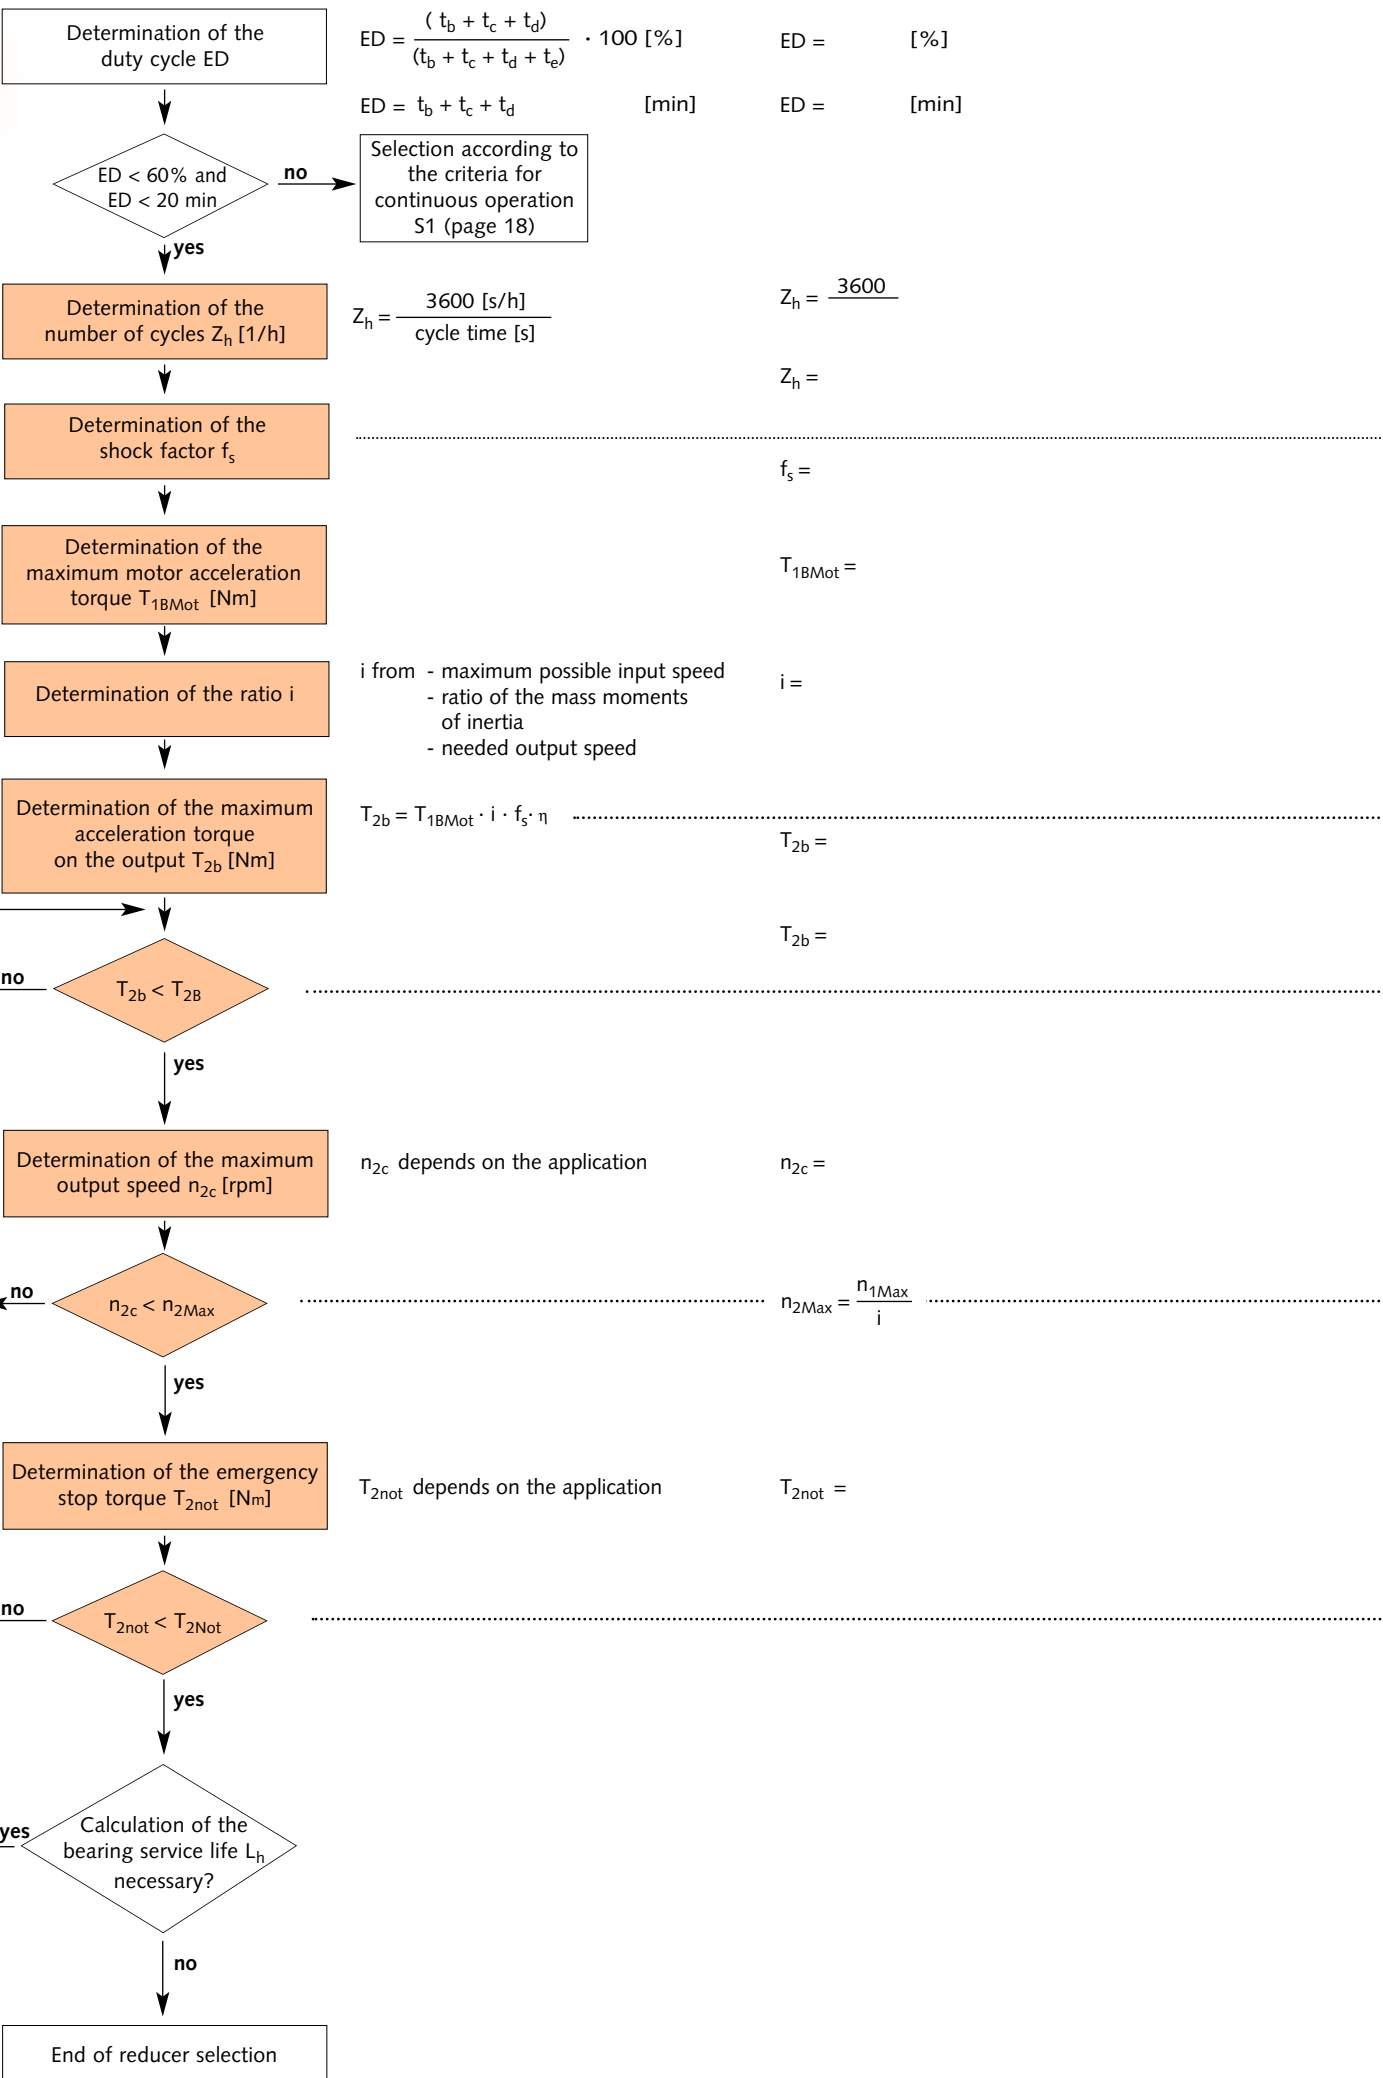 Determination of the
duty cycle ED
ED = ( t_b + t_c + t_d) / (t_b + t_c + t_d + t_e) · 100 [%]
ED = [%]
ED = t_b + t_c + t_d [min]
ED = [min]
ED < 60% and
ED < 20 min
no
Selection according to
the criteria for
continuous operation
S1 (page 18)
yes
Determination of the
number of cycles Z_h [1/h]
Z_h = 3600 [s/h] / cycle time [s]
Z_h = 3600
Z_h =
Determination of the
shock factor f_s
f_s =
Determination of the
maximum motor acceleration
torque T_1BMot [Nm]
T_1BMot =
Determination of the ratio i
i from - maximum possible input speed
- ratio of the mass moments
of inertia
- needed output speed
i =
Determination of the maximum
acceleration torque
on the output T_2b [Nm]
T_2b = T_1BMot · i · f_s · η
T_2b =
T_2b =
no
T_2b < T_2B
yes
Determination of the maximum
output speed n_2c [rpm]
n_2c depends on the application
n_2c =
no
n_2c < n_2Max
n_2Max = n_1Max / i
yes
Determination of the emergency
stop torque T_2not [Nm]
T_2not depends on the application
T_2not =
no
T_2not < T_2Not
yes
yes
Calculation of the
bearing service life L_h
necessary?
no
End of reducer selection